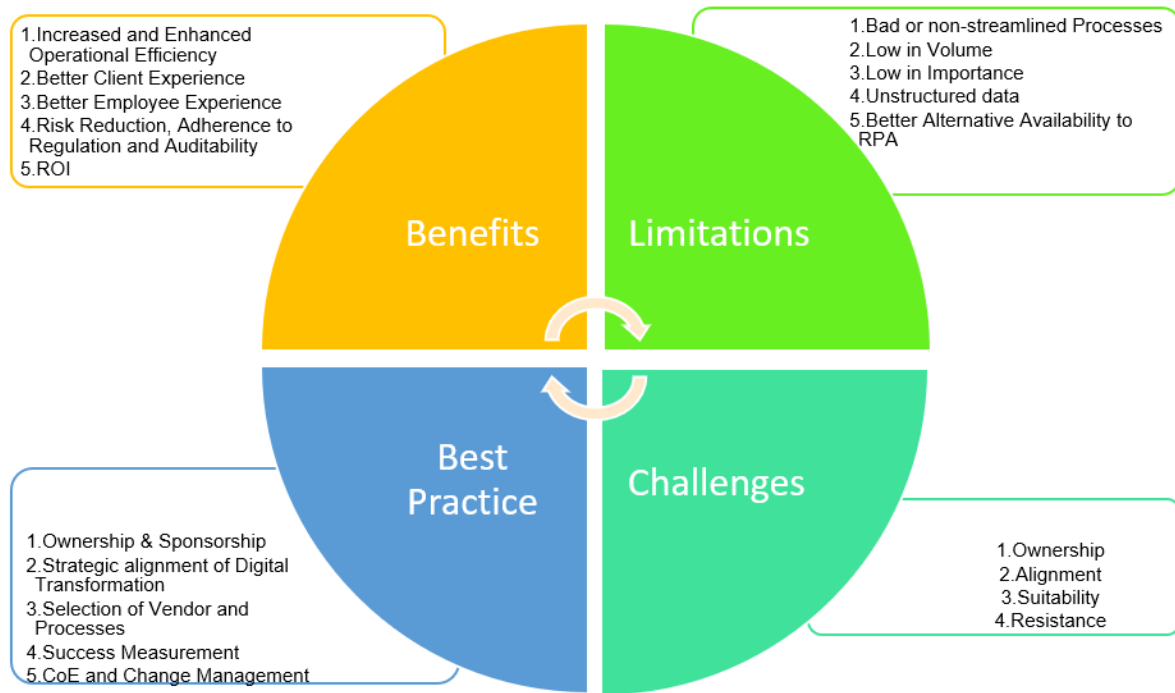 1.Increased and Enhanced
Operational Efficiency
2.Better Client Experience
3.Better Employee Experience
4.Risk Reduction, Adherence to
Regulation and Auditability
5.ROI
1.Bad or non-streamlined Processes
2.Low in Volume
3.Low in Importance
4.Unstructured data
5.Better Alternative Availability to
RPA
Benefits
Limitations
Best
Practice
Challenges
1.Ownership & Sponsorship
2.Strategic alignment of Digital
Transformation
3.Selection of Vendor and
Processes
4.Success Measurement
5.CoE and Change Management
1.Ownership
2.Alignment
3.Suitability
4.Resistance